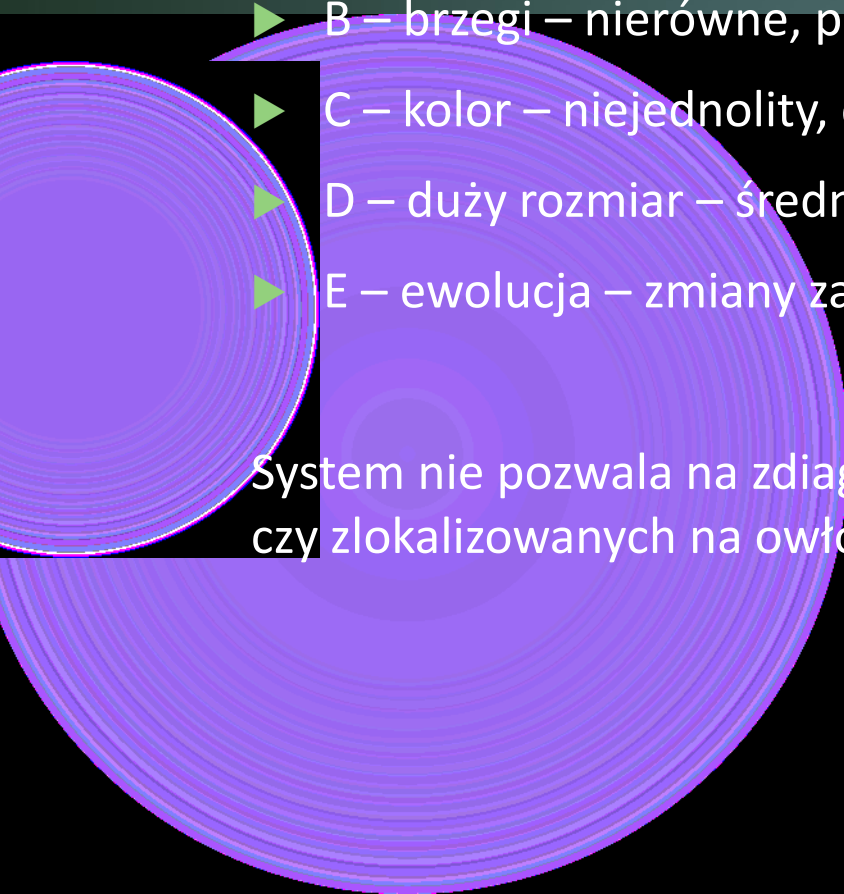 B – brzegi – nierówne,
C – kolor – niejednolity,
D – duży rozmiar –
E – ewolucja – zmiany
System nie pozwala na
czy zlokalizowanych na